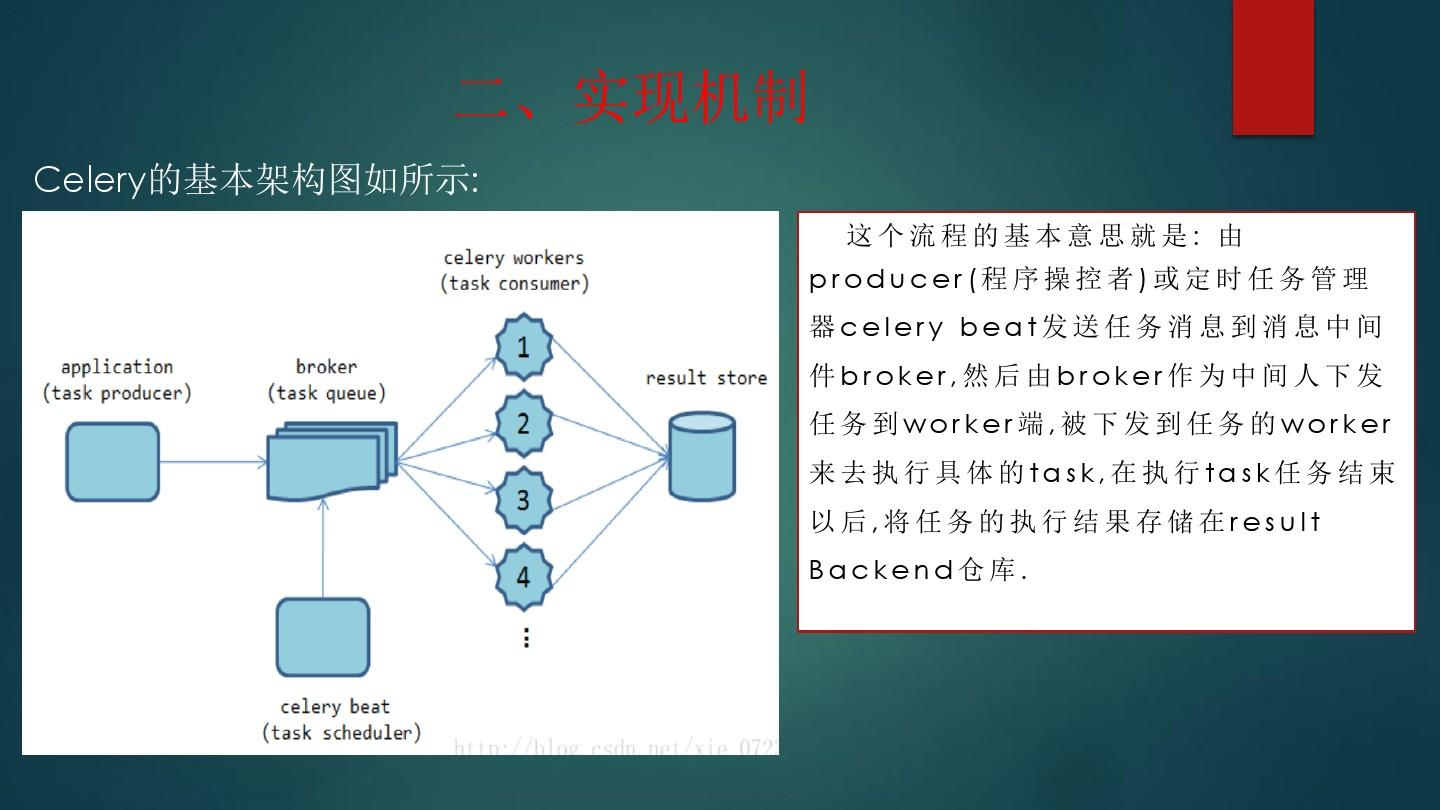 二、实现机制
Celery的基本架构图如所示:
celery workers
(task consumer)
application
(task producer)
broker
(task queue)
result store
1
2
3
4
celery beat
(task scheduler)
http://blog.csdn.net/xie_072
这个流程的基本意思就是: 由
producer(程序操控者)或定时任务管理
器celery beat发送任务消息到消息中间
件broker,然后由broker作为中间人下发
任务到worker端,被下发到任务的worker
来去执行具体的task,在执行task任务结束
以后,将任务的执行结果存储在result
Backend仓库.